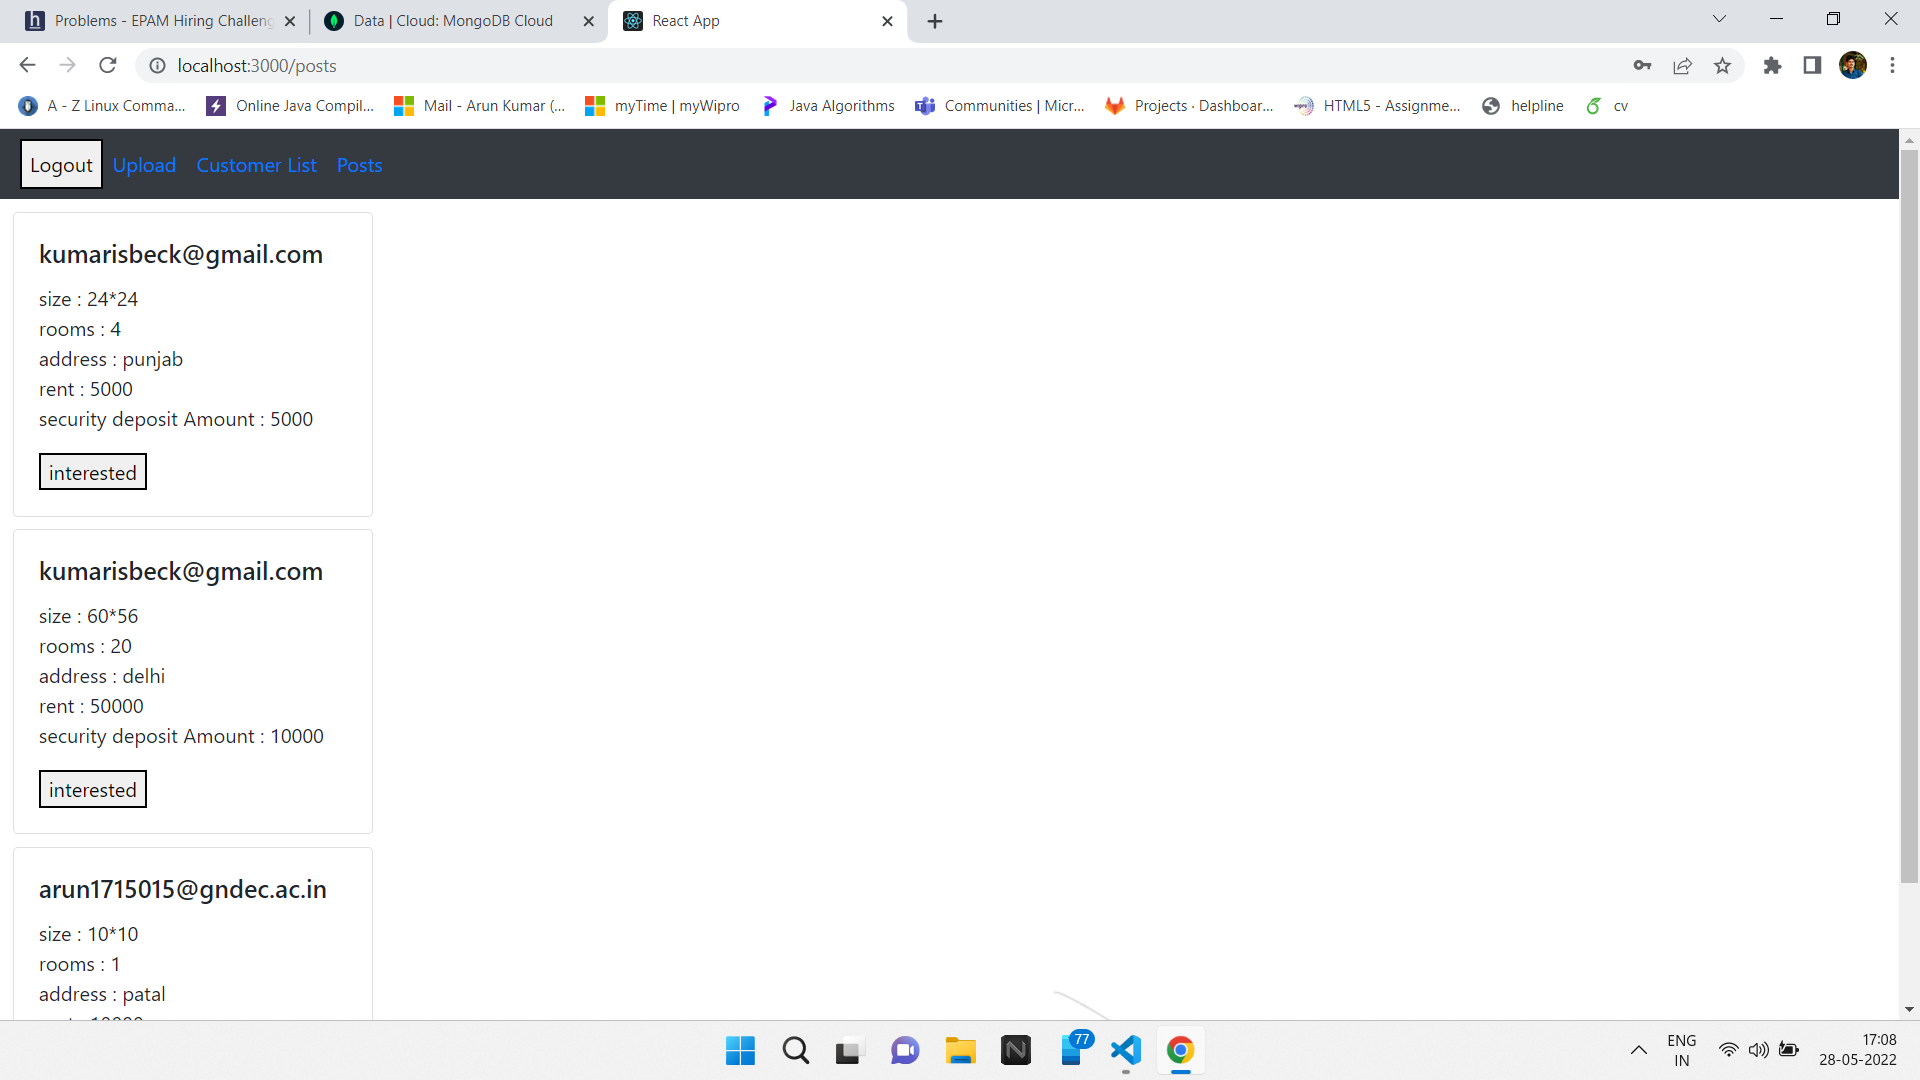 Problems - EPAM Hiring Challeng
Data | Cloud: MongoDB Cloud
React App
localhost:3000/posts
A - Z Linux Comma...
Online Java Compil...
Mail - Arun Kumar (...
myTime | myWipro
Java Algorithms
Communities | Micr...
Projects · Dashboar...
HTML5 - Assignme...
helpline
cv
Logout
Upload
Customer List
Posts
kumarisbeck@gmail.com
size : 24*24
rooms : 4
address : punjab
rent : 5000
security deposit Amount : 5000
interested
kumarisbeck@gmail.com
size : 60*56
rooms : 20
address : delhi
rent : 50000
security deposit Amount : 10000
interested
arun1715015@gndec.ac.in
size : 10*10
rooms : 1
address : patal
77
ENG
IN
17:08
28-05-2022